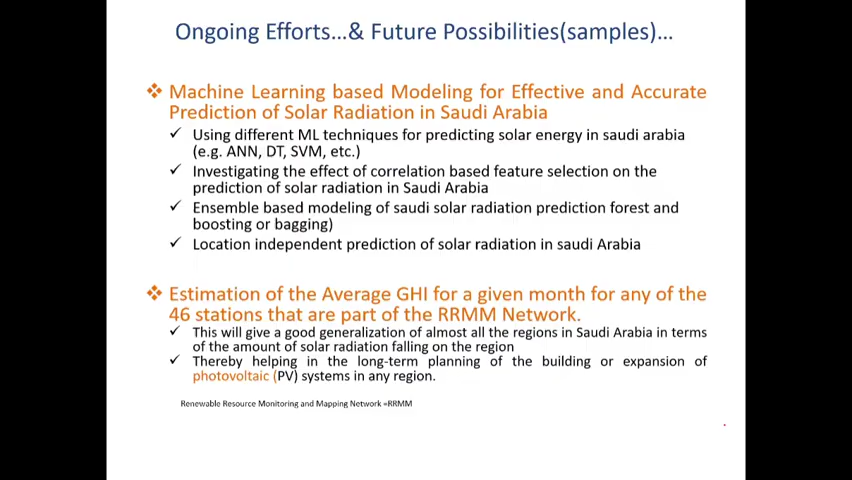 Ongoing Efforts...& Future Possibilities(samples)...
❖ Machine Learning based Modeling for Effective and Accurate
Prediction of Solar Radiation in Saudi Arabia
✓ Using different ML techniques for predicting solar energy in saudi arabia
(e.g. ANN, DT, SVM, etc.)
✓ Investigating the effect of correlation based feature selection on the
prediction of solar radiation in Saudi Arabia
✓ Ensemble based modeling of saudi solar radiation prediction forest and
boosting or bagging)
✓ Location independent prediction of solar radiation in saudi Arabia
❖ Estimation of the Average GHI for a given month for any of the
46 stations that are part of the RRMM Network.
✓ This will give a good generalization of almost all the regions in Saudi Arabia in terms
of the amount of solar radiation falling on the region
✓ Thereby helping in the long-term planning of the building or expansion of
photovoltaic (PV) systems in any region.
Renewable Resource Monitoring and Mapping Network =RRMM
.